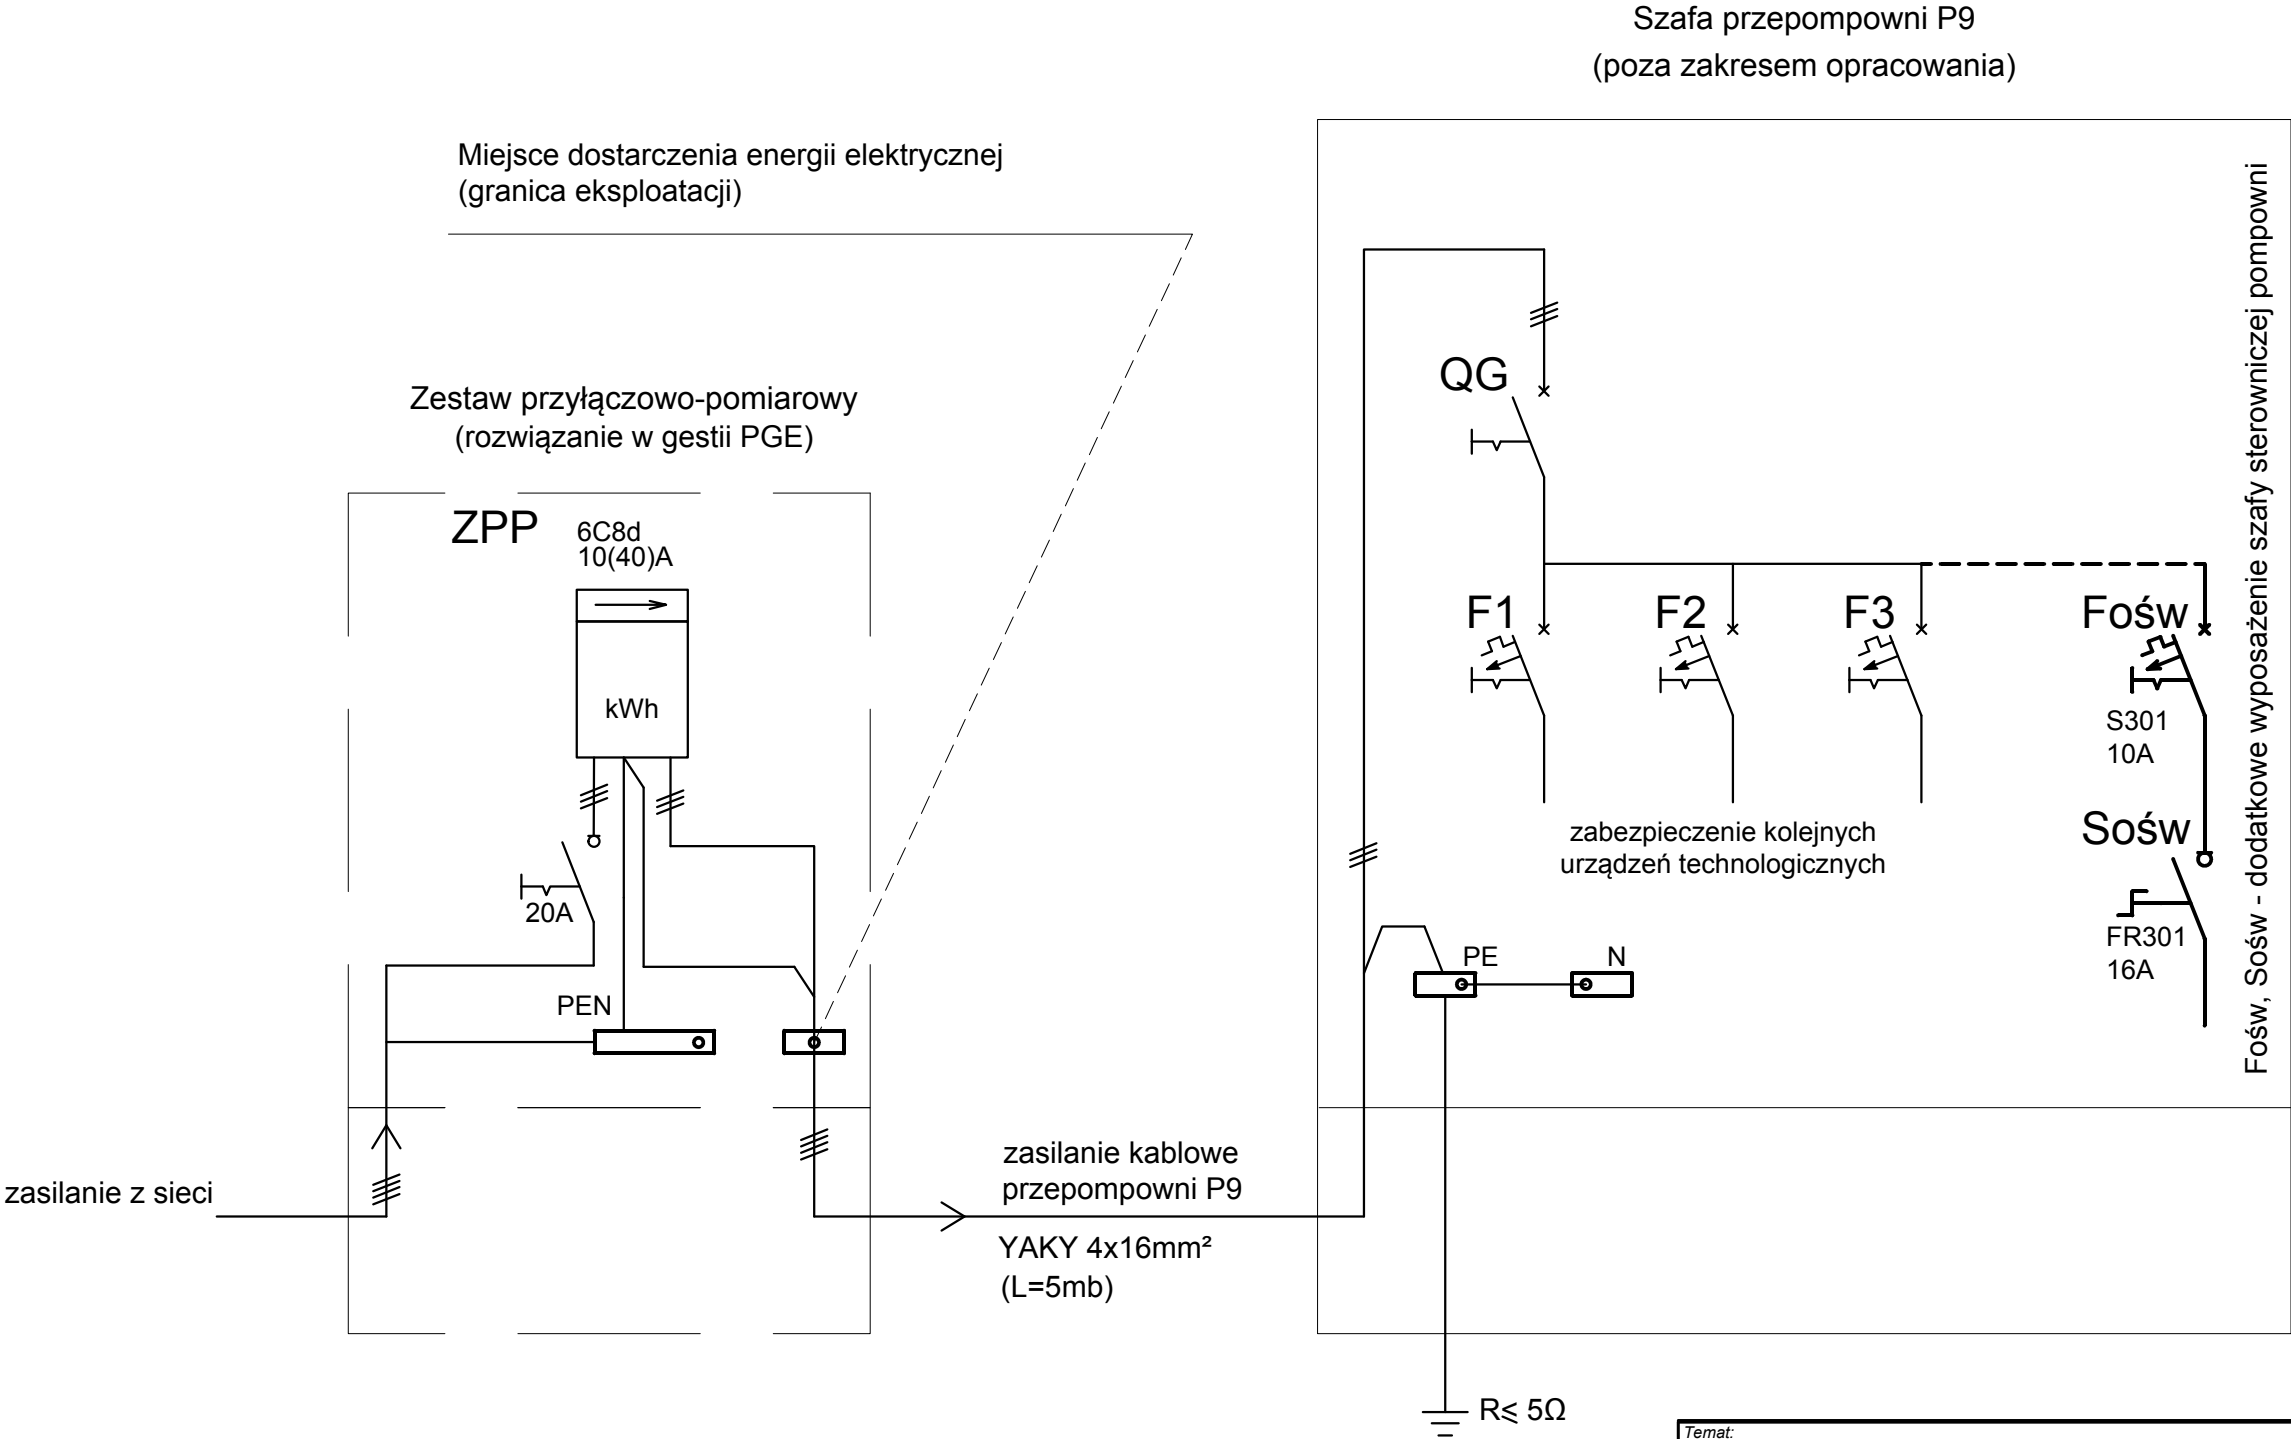 Szafa przepompowni P9
(poza zakresem opracowania)
Miejsce dostarczenia energii elektrycznej
(granica eksploatacji)
Zestaw przyłączowo-pomiarowy
(rozwiązanie w gestii PGE)
ZPP
6C8d
10(40)A
kWh
20A
PEN
zasilanie z sieci
zasilanie kablowe
przepompowni P9
YAKY 4x16mm²
(L=5mb)
QG
F1
F2
F3
Fośw
S301
10A
zabezpieczenie kolejnych
urządzeń technologicznych
Sośw
FR301
16A
PE
N
R⩽ 5Ω
Fośw, Sośw - dodatkowe wyposażenie szafy sterowniczej pompowni
Temat: